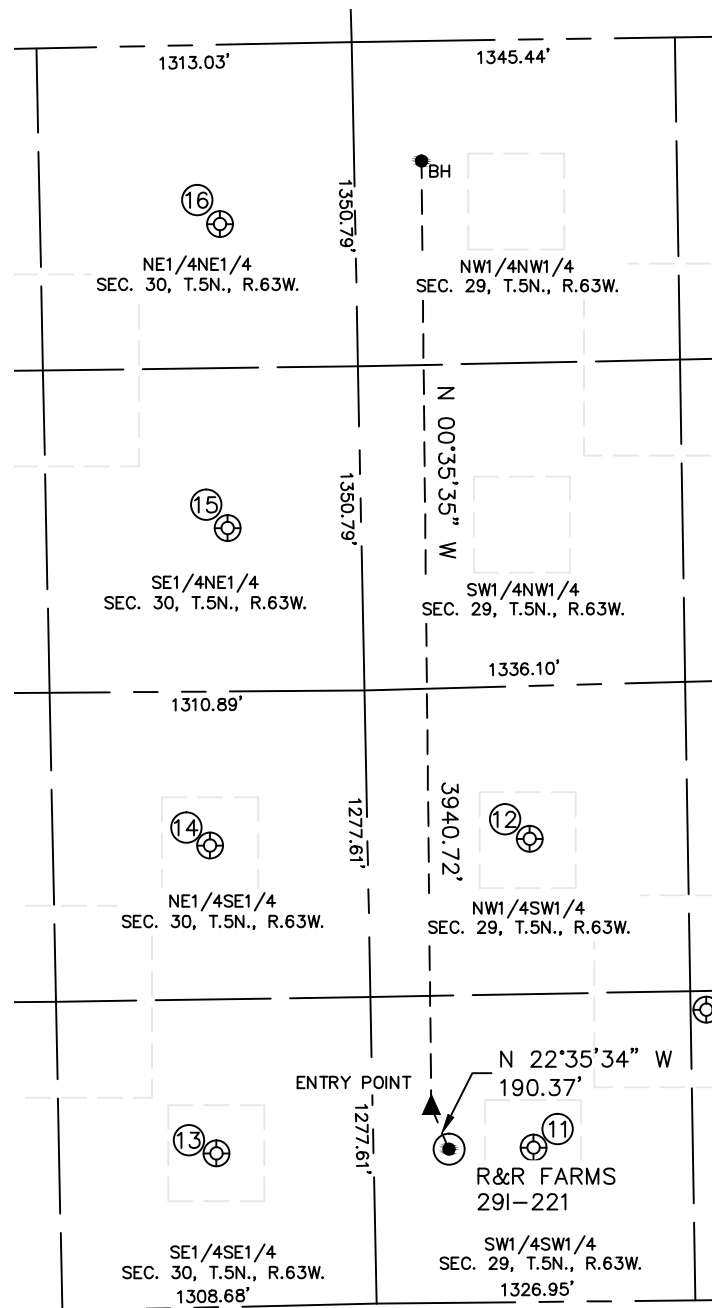 1313.03'
1345.44'
BH
16
1350.79'
NE1/4NE1/4
SEC. 30, T.5N., R.63W.
NW1/4NW1/4
SEC. 29, T.5N., R.63W.
N 00°35'35" W
15
1350.79'
SE1/4NE1/4
SEC. 30, T.5N., R.63W.
SW1/4NW1/4
SEC. 29, T.5N., R.63W.
1336.10'
1310.89'
3940.72'
1277.61'
14
12
NE1/4SE1/4
SEC. 30, T.5N., R.63W.
NW1/4SW1/4
SEC. 29, T.5N., R.63W.
N 22°35'34" W
190.37'
ENTRY POINT
1277.61'
13
11
R&R FARMS
29I-221
SE1/4SE1/4
SEC. 30, T.5N., R.63W.
1308.68'
SW1/4SW1/4
SEC. 29, T.5N., R.63W.
1326.95'